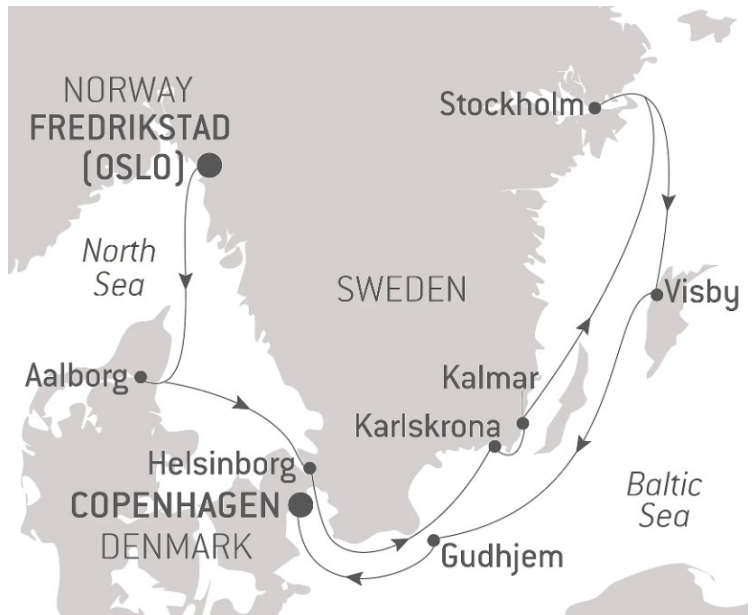 NORWAY
FREDRIKSTAD
(OSLO)
Stockholm
North
Sea
SWEDEN
Visby
Aalborg
Kalmar
Karlskrona
Helsinborg
COPENHAGEN
DENMARK
Baltic
Sea
Gudhjem